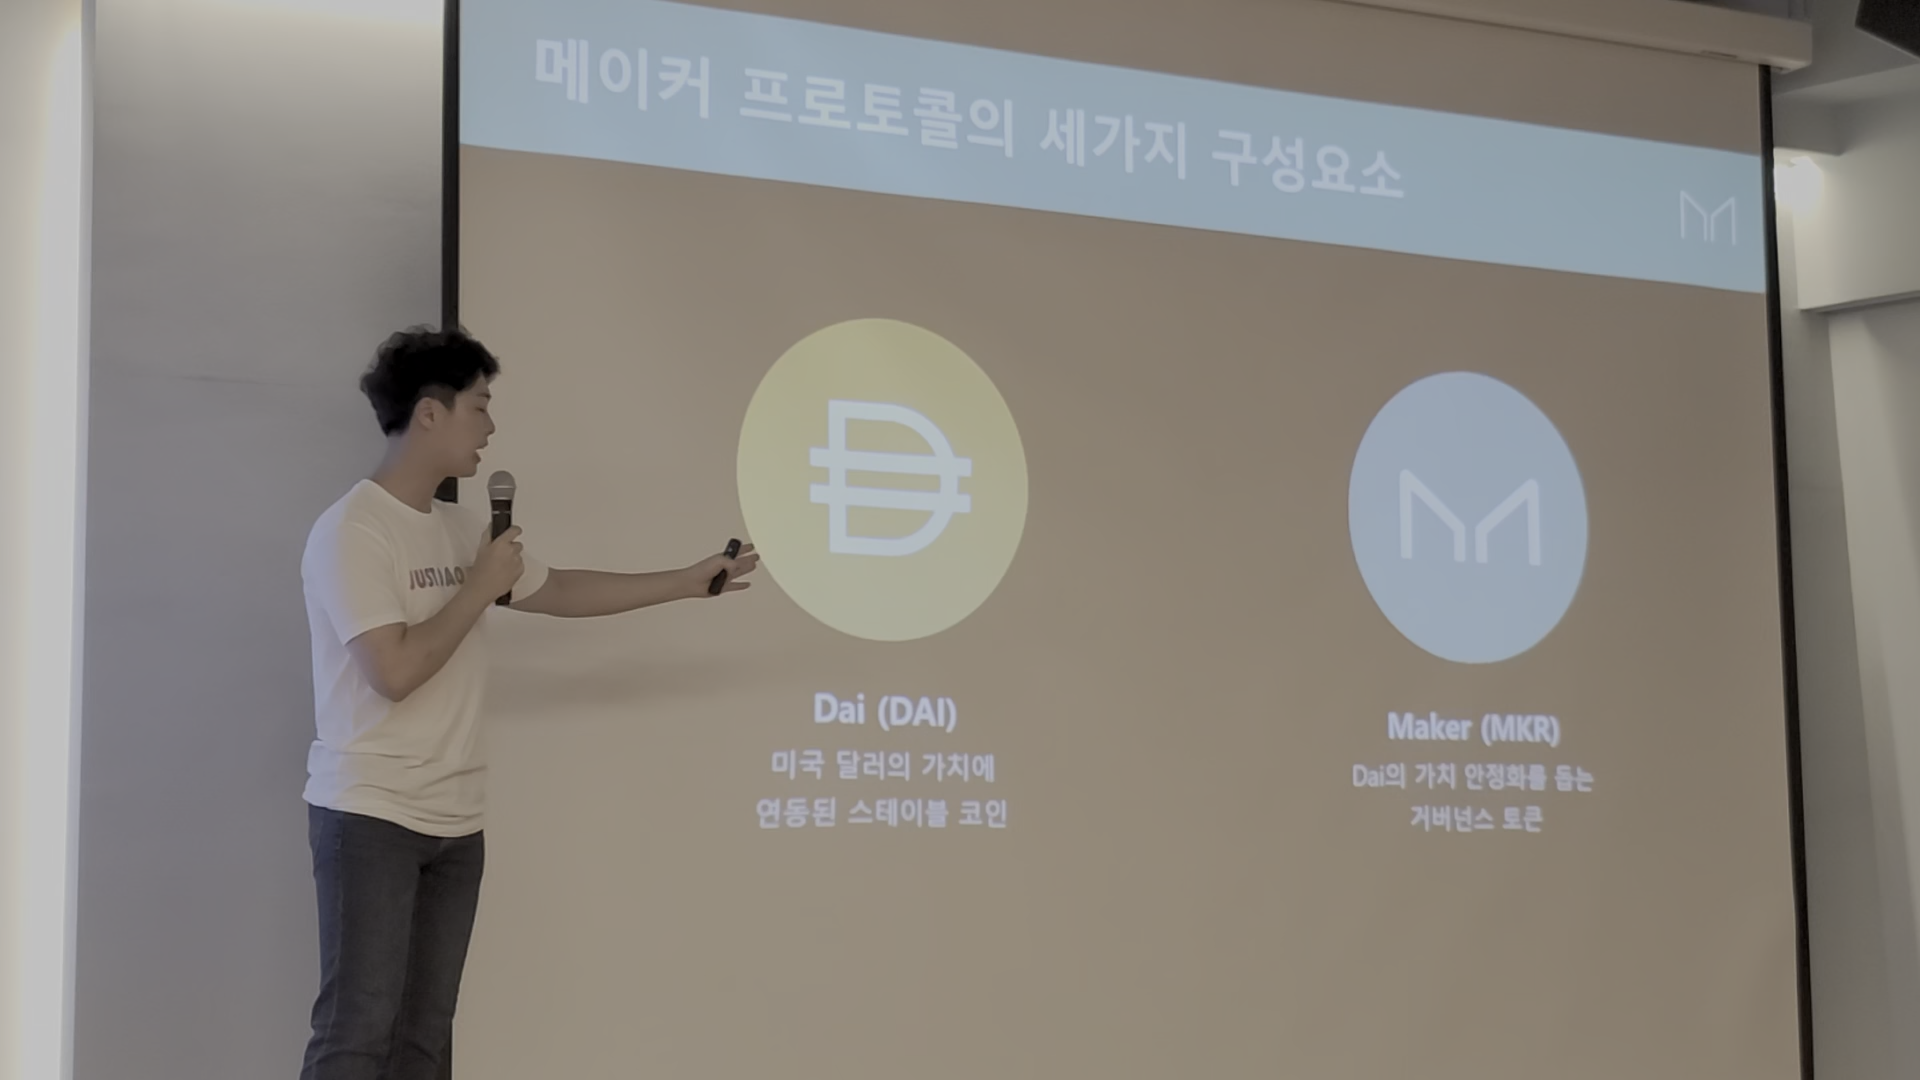 메이커 프로토콜의 세가지 구성요소
Dai (DAI)
미국 달러의 가치에
연동된 스테이블 코인
Maker (MKR)
Dai의 가치 안정화를 돕는
거버넌스 토큰